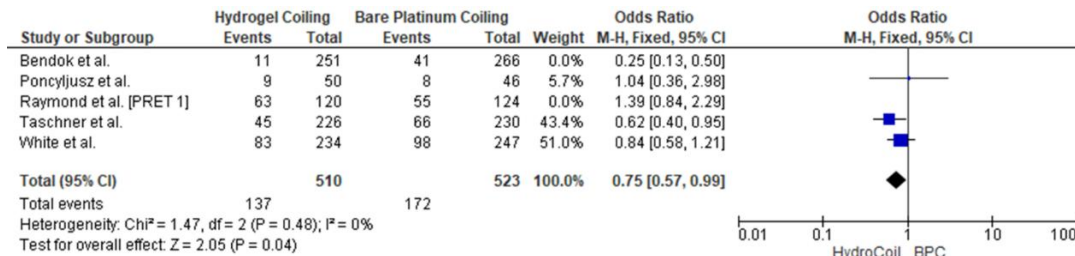 Hydrogel Coiling Bare Platinum Coiling Odds Ratio Odds Ratio
Study or Subgroup Events Total Events Total Weight M-H, Fixed, 95% CI M-H, Fixed, 95% CI
Bendok et al. 11 251 41 266 0.0% 0.25 [0.13, 0.50]
Poncyljusz et al. 9 50 8 46 5.7% 1.04 [0.36, 2.98]
Raymond et al. [PRET 1] 63 120 55 124 0.0% 1.39 [0.84, 2.29]
Taschner et al. 45 226 66 230 43.4% 0.62 [0.40, 0.95]
White et al. 83 234 98 247 51.0% 0.84 [0.58, 1.21]
Total (95% CI) 510 523 100.0% 0.75 [0.57, 0.99]
Total events 137 172
Heterogeneity: Chi² = 1.47, df = 2 (P = 0.48); I² = 0%
Test for overall effect: Z = 2.05 (P = 0.04)
0.01 0.1 1 10 100
HydroCoil BPC